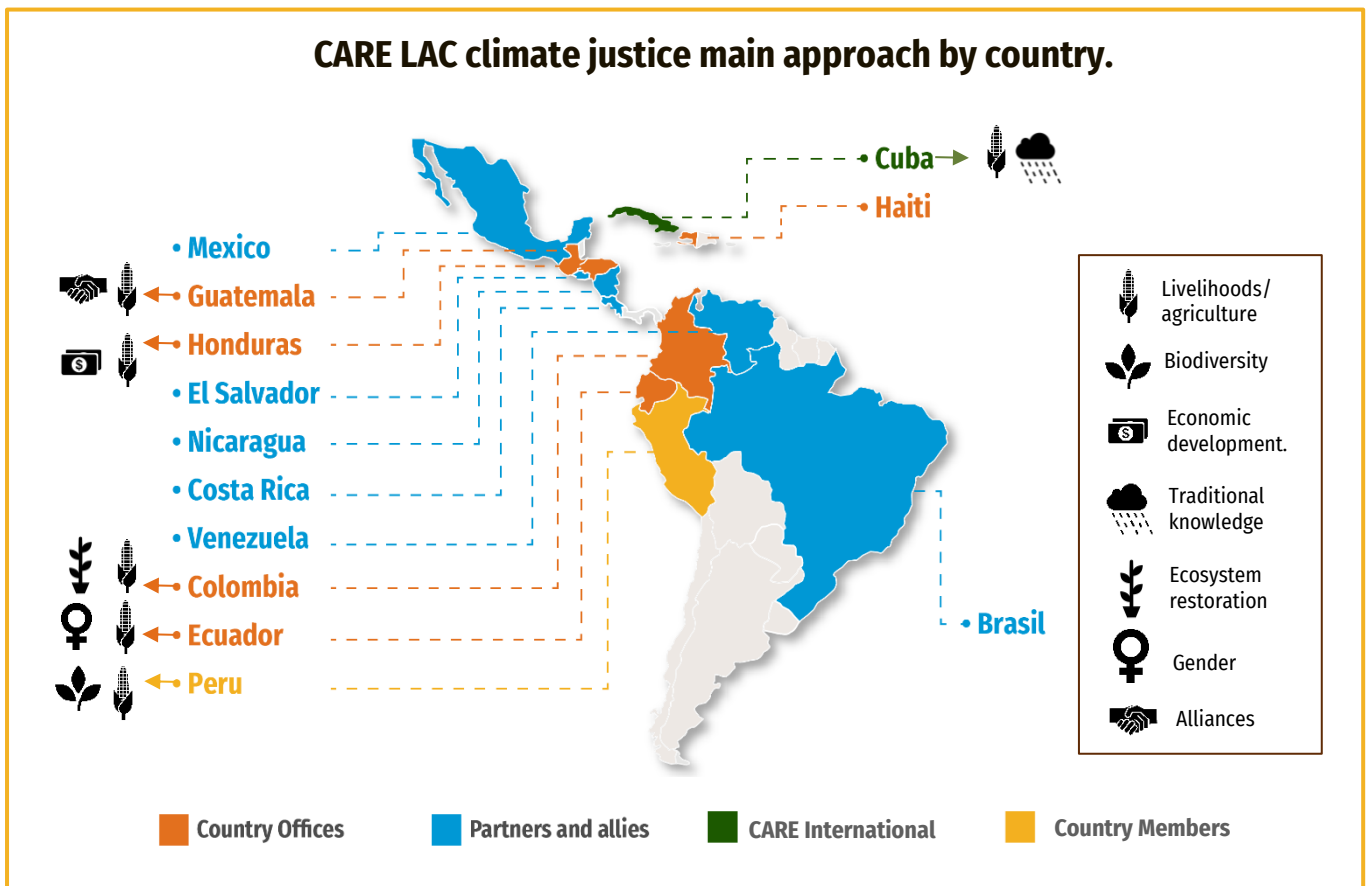 CARE LAC climate justice main approach by country.
• Cuba
• Haiti
• Mexico
• Guatemala
• Honduras
• El Salvador
• Nicaragua
• Costa Rica
• Venezuela
• Colombia
• Ecuador
• Peru
• Brasil
Livelihoods/
agriculture
Biodiversity
$ Economic
development.
Traditional
knowledge
Ecosystem
restoration
Gender
Alliances
Country Offices
Partners and allies
CARE International
Country Members